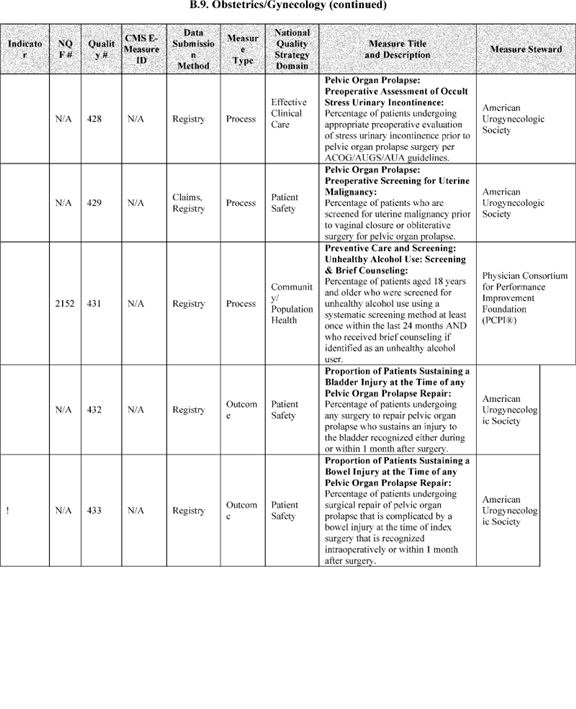 B.9. Obstetrics/Gynecology (continued)
Indicato
r
NQ
F #
Qualit
y #
CMS E-
Measure
ID
Data
Submissio
n
Method
Measur
e
Type
National
Quality
Strategy
Domain
Measure Title
and Description
Measure Steward
N/A
428
N/A
Registry
Process
Effective
Clinical
Care
Pelvic Organ Prolapse:
Preoperative Assessment of Occult
Stress Urinary Incontinence:
Percentage of patients undergoing
appropriate preoperative evaluation
of stress urinary incontinence prior to
pelvic organ prolapse surgery per
ACOG/AUGS/AUA guidelines.
American
Urogynecologic
Society
N/A
429
N/A
Claims,
Registry
Process
Patient
Safety
Pelvic Organ Prolapse:
Preoperative Screening for Uterine
Malignancy:
Percentage of patients who are
screened for uterine malignancy prior
to vaginal closure or obliterative
surgery for pelvic organ prolapse.
American
Urogynecologic
Society
2152
431
N/A
Registry
Process
Communit
y/
Population
Health
Preventive Care and Screening:
Unhealthy Alcohol Use: Screening
& Brief Counseling:
Percentage of patients aged 18 years
and older who were screened for
unhealthy alcohol use using a
systematic screening method at least
once within the last 24 months AND
who received brief counseling if
identified as an unhealthy alcohol
user.
Physician Consortium
for Performance
Improvement
Foundation
(PCPI®)
N/A
432
N/A
Registry
Outcom
e
Patient
Safety
Proportion of Patients Sustaining a
Bladder Injury at the Time of any
Pelvic Organ Prolapse Repair:
Percentage of patients undergoing
any surgery to repair pelvic organ
prolapse who sustains an injury to
the bladder recognized either during
or within 1 month after surgery.
American
Urogynecolog
ic Society
!
N/A
433
N/A
Registry
Outcom
e
Patient
Safety
Proportion of Patients Sustaining a
Bowel Injury at the Time of any
Pelvic Organ Prolapse Repair:
Percentage of patients undergoing
surgical repair of pelvic organ
prolapse that is complicated by a
bowel injury at the time of index
surgery that is recognized
intraoperatively or within 1 month
after surgery.
American
Urogynecolog
ic Society